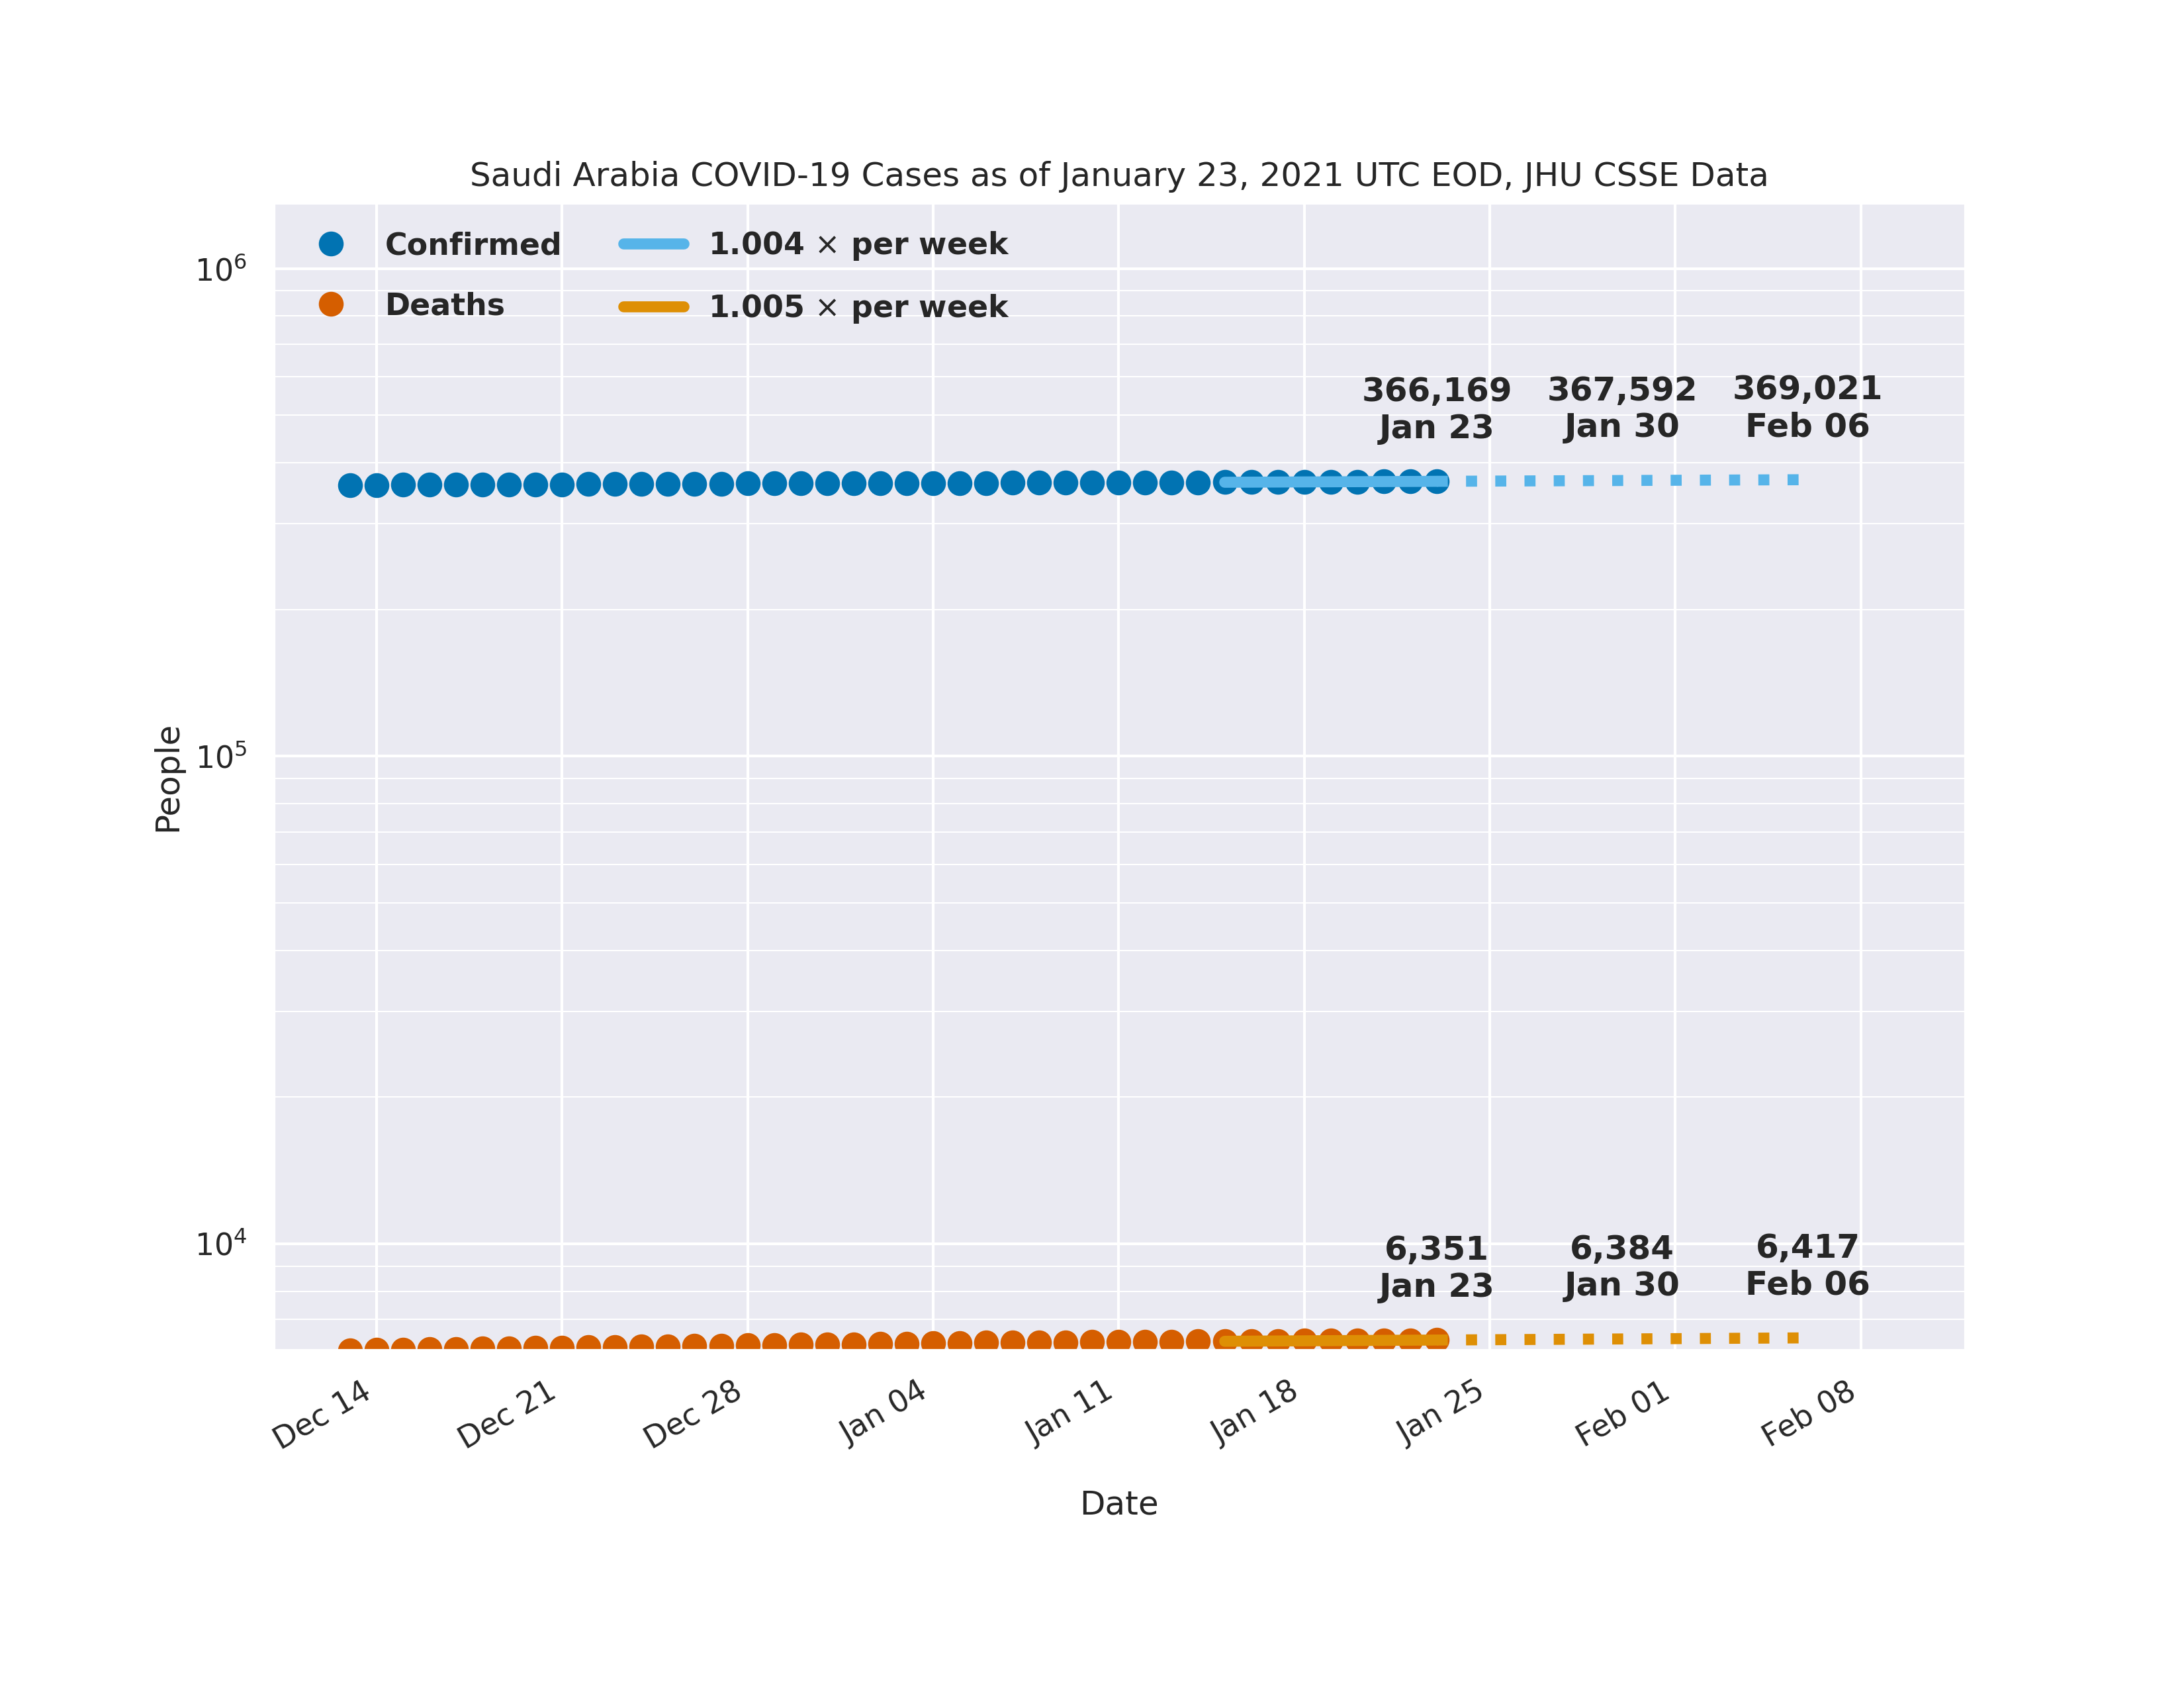 Saudi Arabia COVID-19 Cases as of January 23, 2021 UTC EOD, JHU CSSE Data
Confirmed
Deaths
1.004 × per week
1.005 × per week
10⁶
10⁵
10⁴
People
366,169
Jan 23
367,592
Jan 30
369,021
Feb 06
6,351
Jan 23
6,384
Jan 30
6,417
Feb 06
Dec 14
Dec 21
Dec 28
Jan 04
Jan 11
Jan 18
Jan 25
Feb 01
Feb 08
Date